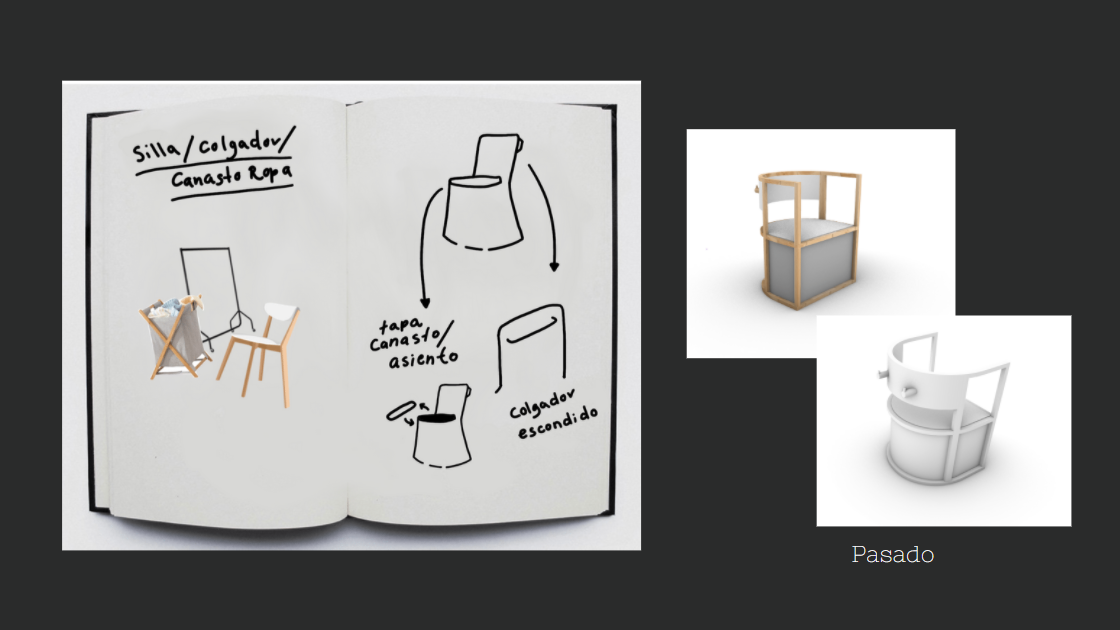 Silla/Colgador/
Canasto Ropa
tapa
Canasto/
asiento
Colgador
escondido
Pasado